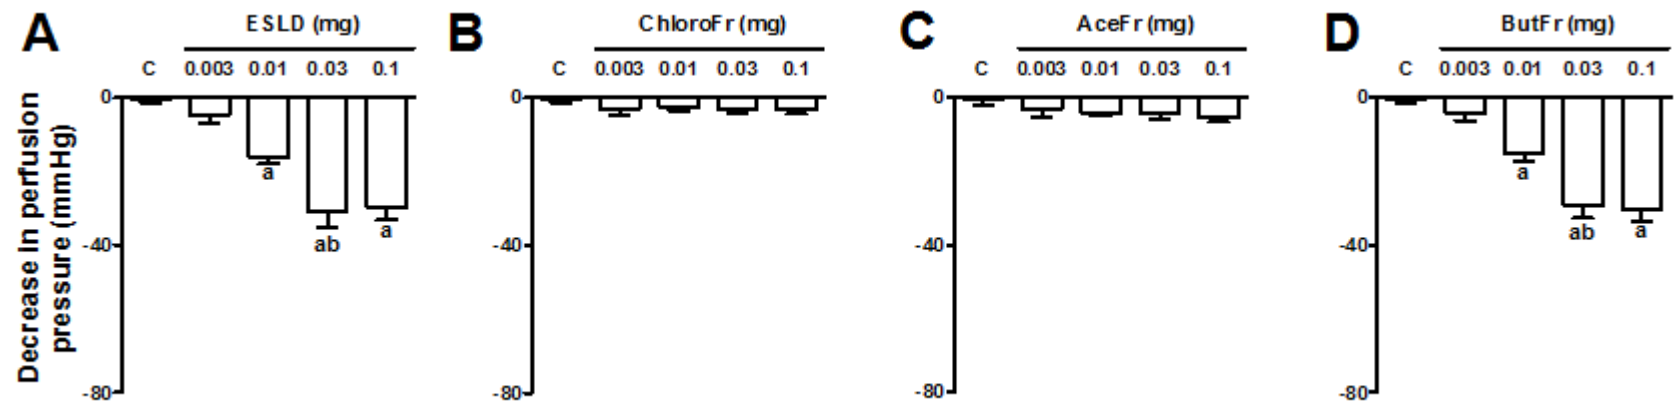 A
ESLD (mg)
C 0.003 0.01 0.03 0.1
0
-40
-80
a
ab
a
Decrease in perfusion
pressure (mmHg)
B
ChloroFr (mg)
C 0.003 0.01 0.03 0.1
0
-40
-80
C
AceFr (mg)
C 0.003 0.01 0.03 0.1
0
-40
-80
D
ButFr (mg)
C 0.003 0.01 0.03 0.1
0
-40
-80
a
ab
a